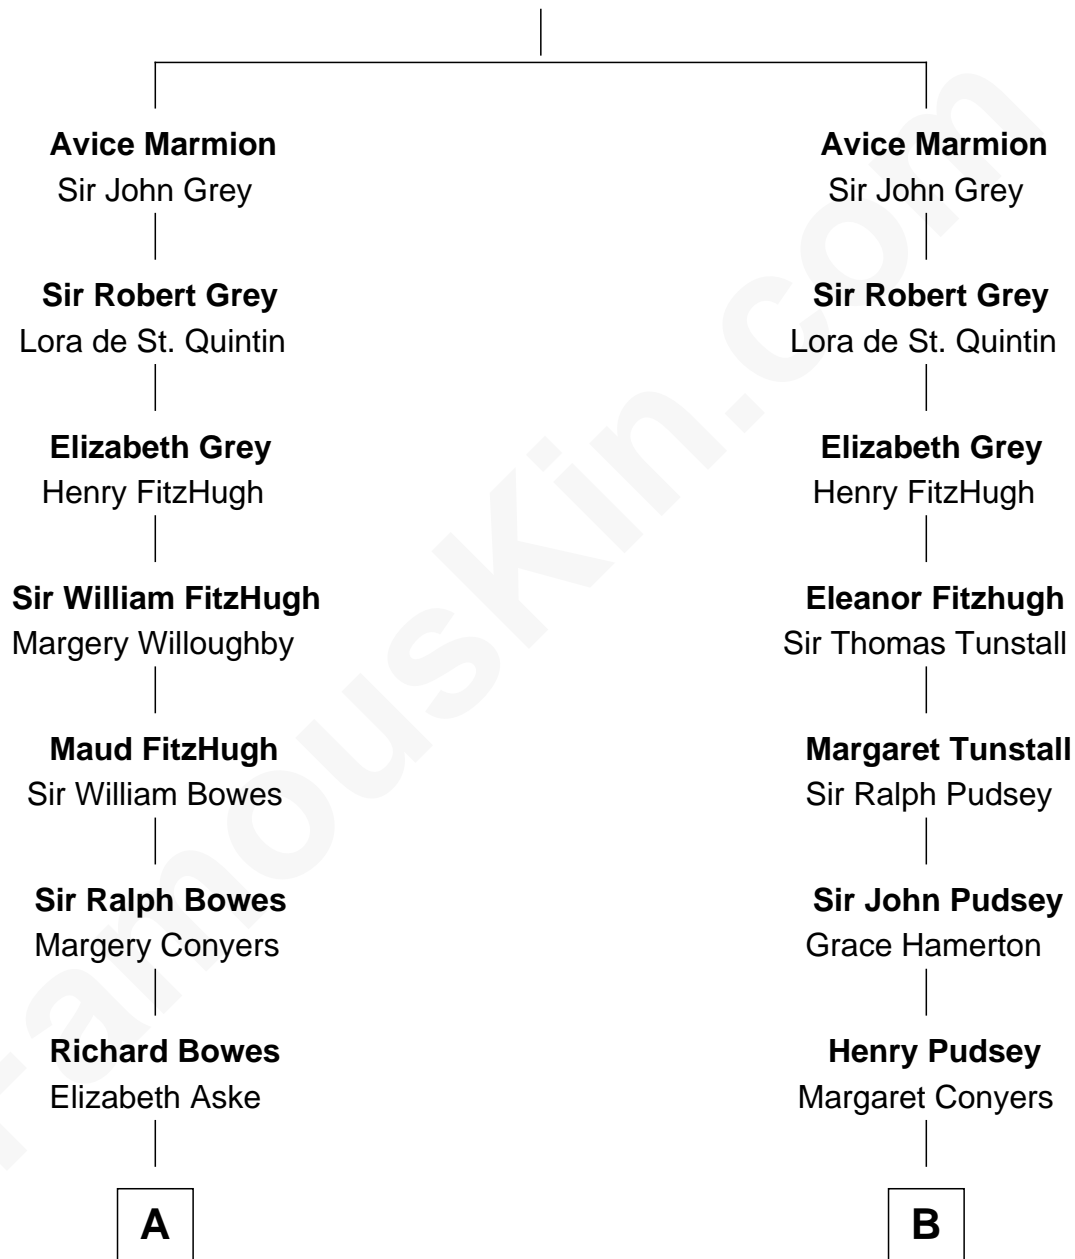 Avice Marmion
Sir John Grey
Sir Robert Grey
Lora de St. Quintin
Elizabeth Grey
Henry FitzHugh
Sir William FitzHugh
Margery Willoughby
Maud FitzHugh
Sir William Bowes
Sir Ralph Bowes
Margery Conyers
Richard Bowes
Elizabeth Aske
A
Avice Marmion
Sir John Grey
Sir Robert Grey
Lora de St. Quintin
Elizabeth Grey
Henry FitzHugh
Eleanor Fitzhugh
Sir Thomas Tunstall
Margaret Tunstall
Sir Ralph Pudsey
Sir John Pudsey
Grace Hamerton
Henry Pudsey
Margaret Conyers
B
FamousKin.com